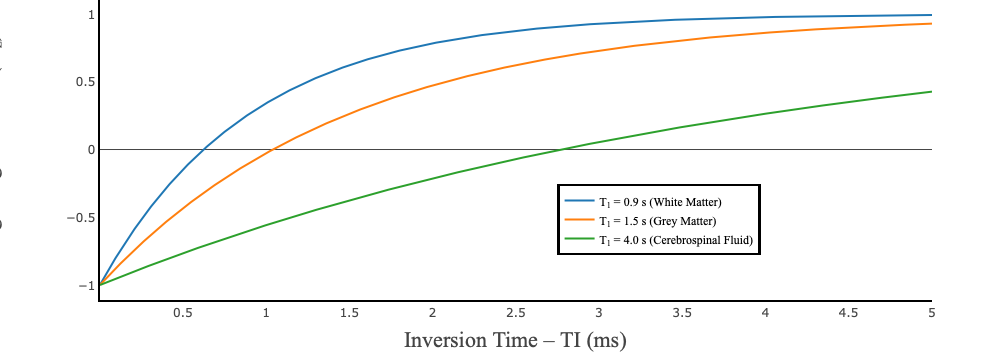 1
0.5
0
−0.5
−1
T₁ = 0.9 s (White Matter)
T₁ = 1.5 s (Grey Matter)
T₁ = 4.0 s (Cerebrospinal Fluid)
0.5 1 1.5 2 2.5 3 3.5 4 4.5 5
Inversion Time – TI (ms)